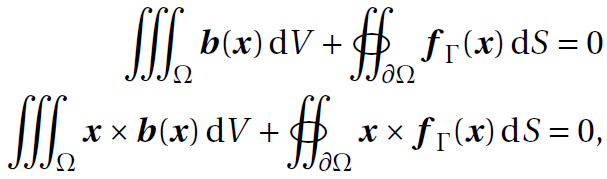 ∭_Ω 𝒃(𝒙) dV + ∯_∂Ω 𝒇_Γ(𝒙) dS = 0
∭_Ω 𝒙 × 𝒃(𝒙) dV + ∯_∂Ω 𝒙 × 𝒇_Γ(𝒙) dS = 0,